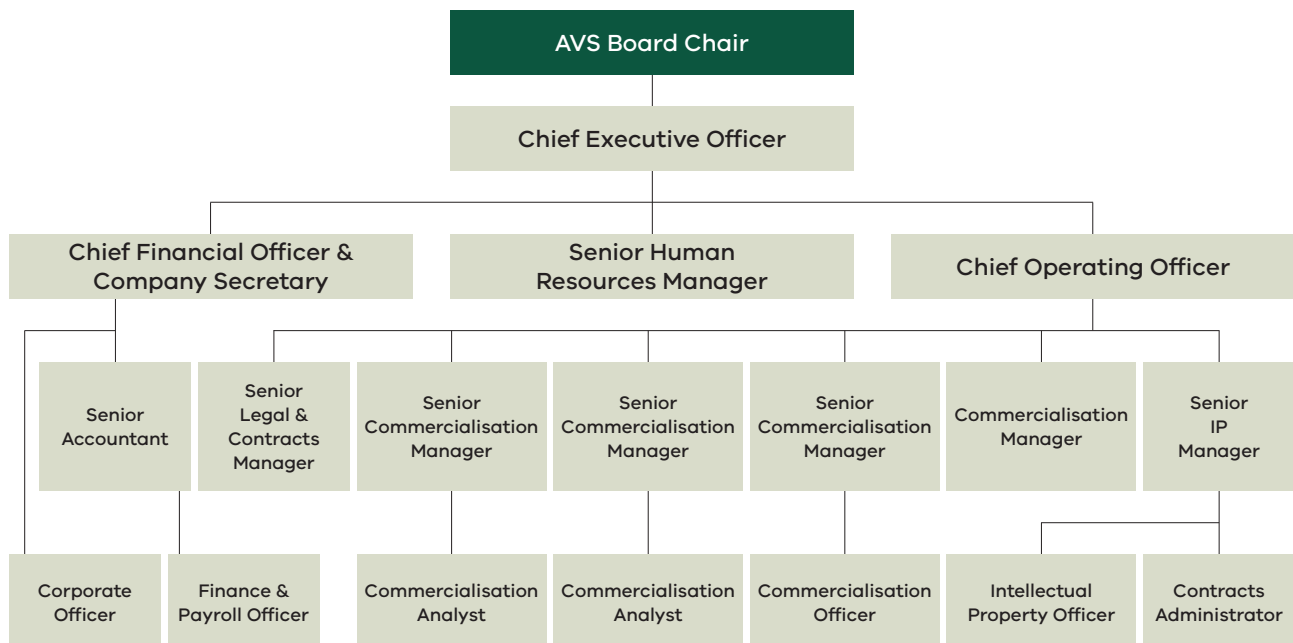 AVS Board Chair
Chief Executive Officer
Chief Financial Officer &
Company Secretary
Senior Human
Resources Manager
Chief Operating Officer
Senior
Accountant
Senior
Legal &
Contracts
Manager
Senior
Commercialisation
Manager
Senior
Commercialisation
Manager
Senior
Commercialisation
Manager
Commercialisation
Manager
Senior
IP
Manager
Corporate
Officer
Finance &
Payroll Officer
Commercialisation
Analyst
Commercialisation
Analyst
Commercialisation
Officer
Intellectual
Property Officer
Contracts
Administrator